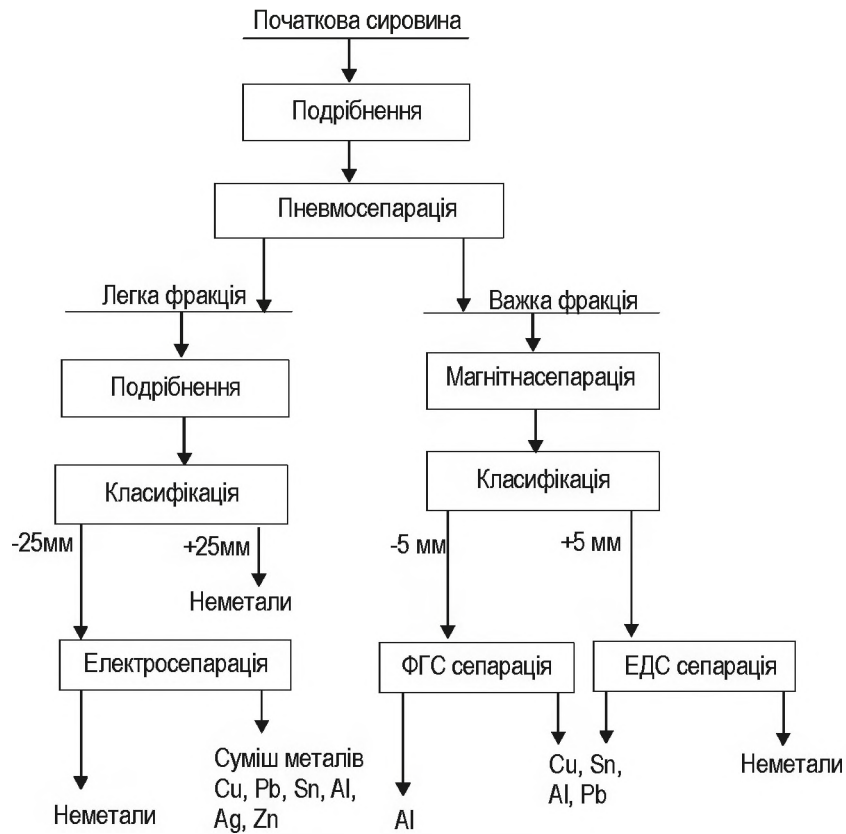 Початкова сировина
Подрібнення
Пневмосепарація
Легка фракція
Важка фракція
Подрібнення
Магнітнасепарація
Класифікація
Класифікація
-25мм
+25мм
-5 мм
+5 мм
Неметали
Електросепарація
ФГС сепарація
ЕДС сепарація
Суміш металів
Cu, Pb, Sn, Al,
Ag, Zn
Неметали
Al
Cu, Sn,
Al, Pb
Неметали